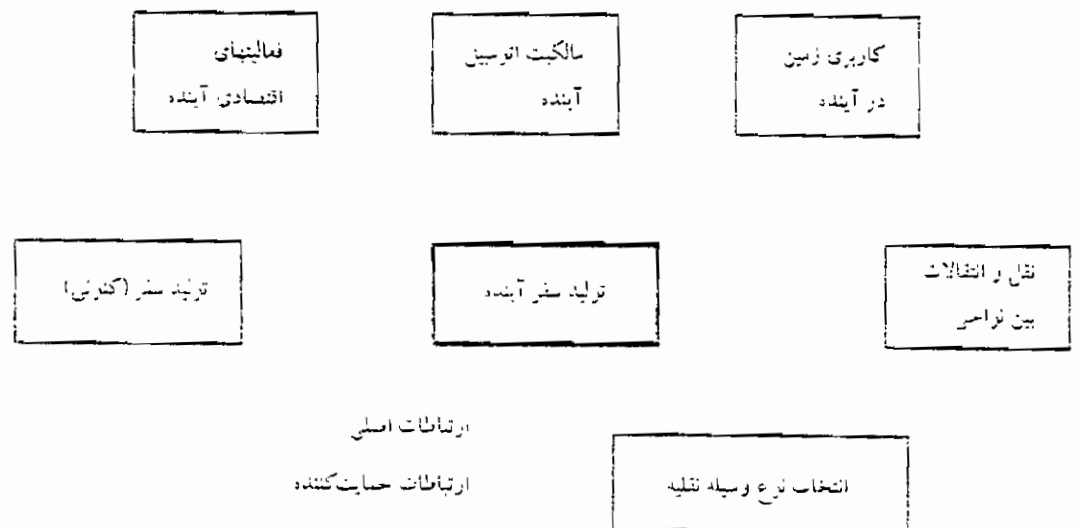 کاربری زمین
در آینده
مالکیت اتومبیل
آینده
فعالیتهای
اقتصادی آینده
نقل و انتقالات
بین نواحی
تولید سفر آینده
تولید سفر (کنونی)
ارتباطات اصلی
ارتباطات حمایت‌کننده
انتخاب نوع وسیله نقلیه